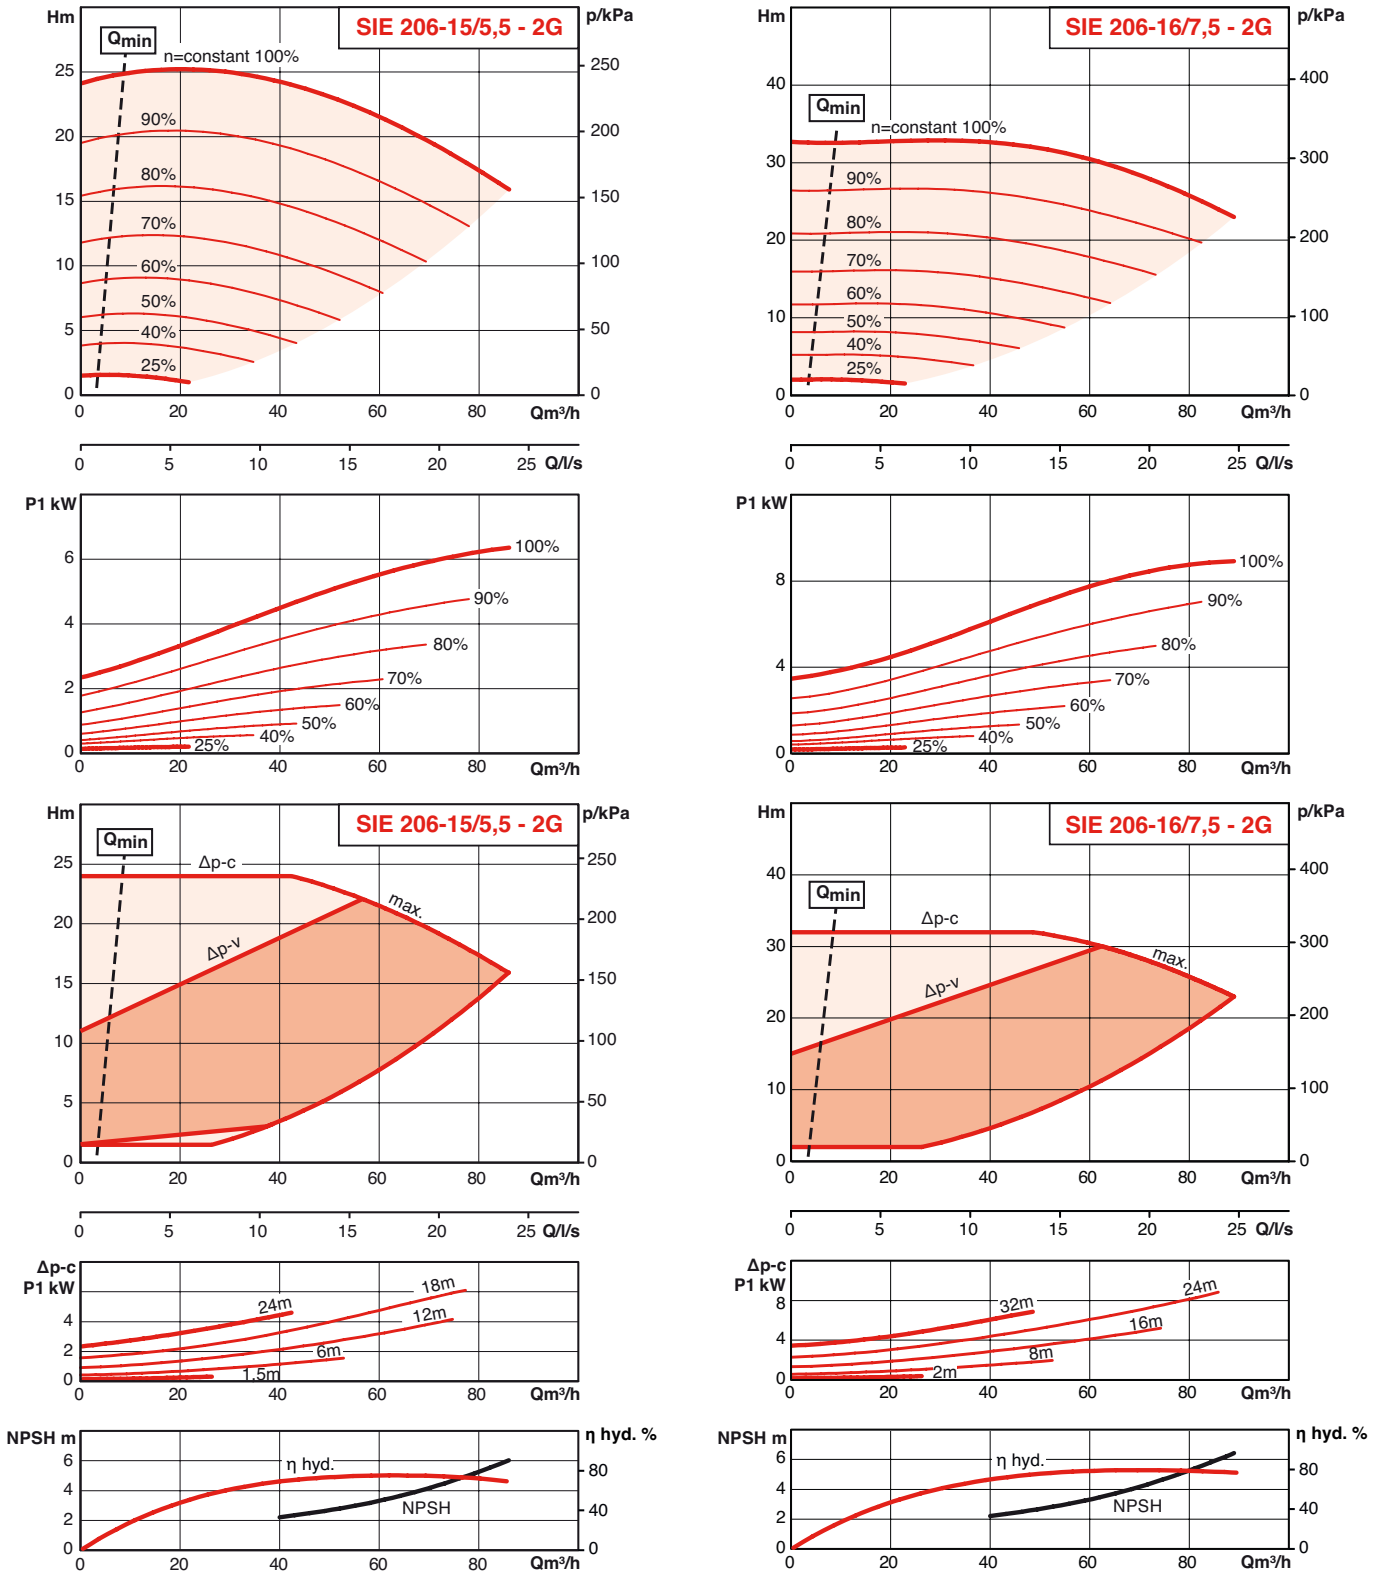 Hm
p/kPa
SIE 206-15/5,5 - 2G
Qmin
n=constant 100%
90%
80%
70%
60%
50%
40%
25%
25
20
15
10
5
0
250
200
150
100
50
0
0 20 40 60 80 Qm³/h
0 5 10 15 20 25 Q/l/s
P1 kW
6
4
2
0
100%
90%
80%
70%
60%
50%
40%
25%
0 20 40 60 80 Qm³/h
Hm
p/kPa
SIE 206-15/5,5 - 2G
Qmin
Δp-c
max.
Δp-v
25
20
15
10
5
0
250
200
150
100
50
0
0 20 40 60 80 Qm³/h
0 5 10 15 20 25 Q/l/s
Δp-c
P1 kW
4
2
0
24m
18m
12m
6m
1,5m
0 20 40 60 80 Qm³/h
NPSH m
η hyd. %
6
4
2
0
η hyd.
NPSH
80
40
0
0 20 40 60 80 Qm³/h
Hm
p/kPa
SIE 206-16/7,5 - 2G
Qmin
n=constant 100%
90%
80%
70%
60%
50%
40%
25%
40
30
20
10
0
400
300
200
100
0
0 20 40 60 80 Qm³/h
0 5 10 15 20 25 Q/l/s
P1 kW
8
4
0
100%
90%
80%
70%
60%
50%
40%
25%
0 20 40 60 80 Qm³/h
Hm
p/kPa
SIE 206-16/7,5 - 2G
Qmin
Δp-c
max.
Δp-v
40
30
20
10
0
400
300
200
100
0
0 20 40 60 80 Qm³/h
0 5 10 15 20 25 Q/l/s
Δp-c
P1 kW
8
4
0
32m
24m
16m
8m
2m
0 20 40 60 80 Qm³/h
NPSH m
η hyd. %
6
4
2
0
η hyd.
NPSH
80
40
0
0 20 40 60 80 Qm³/h